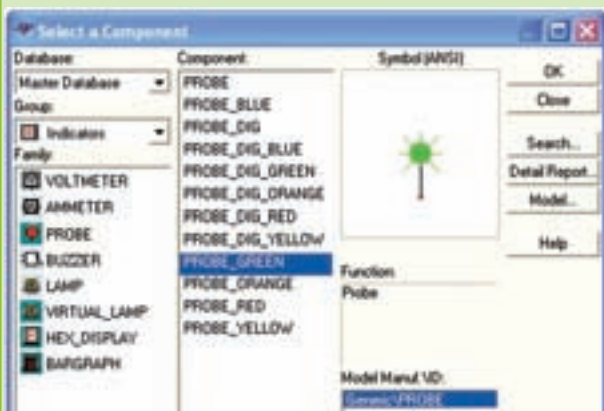 Select a Component
Database:
Master Database
Group:
Indicators
Family:
VOLTMETER
AMMETER
PROBE
BUZZER
LAMP
VIRTUAL_LAMP
HEX_DISPLAY
BARGRAPH
Component:
PROBE
PROBE_BLUE
PROBE_DIG
PROBE_DIG_BLUE
PROBE_DIG_GREEN
PROBE_DIG_ORANGE
PROBE_DIG_RED
PROBE_DIG_YELLOW
PROBE_GREEN
PROBE_ORANGE
PROBE_RED
PROBE_YELLOW
Symbol (ANSI)
Function:
Probe
Model Manuf.\ID:
Generic\PROBE
OK
Close
Search...
Detail Report...
Model...
Help